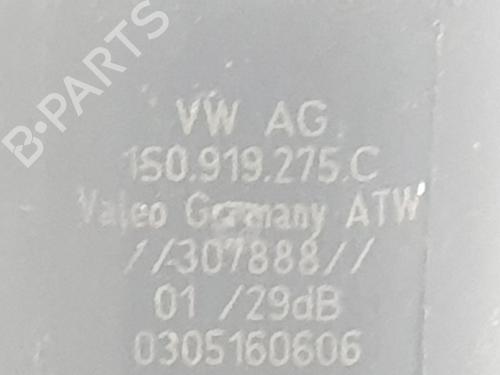 B-PARTS
VW AG
1S0.919.275.C
Valeo Germany ATW
//307888//
01 /29dB
0305160606